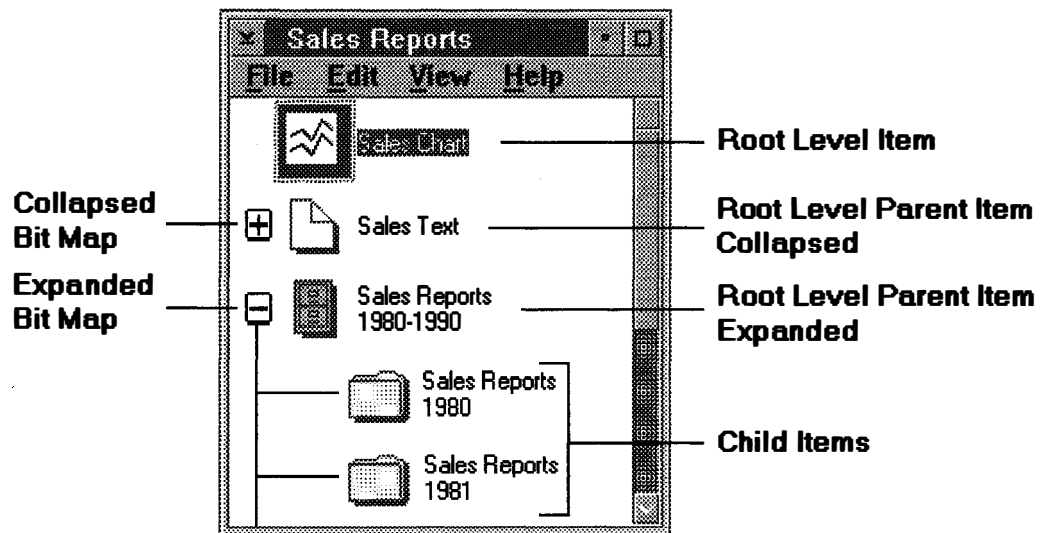 Sales Reports
File Edit View Help
Sales Chart
Root Level Item
Collapsed
Bit Map
Sales Text
Root Level Parent Item
Collapsed
Expanded
Bit Map
Sales Reports
1980-1990
Root Level Parent Item
Expanded
Sales Reports
1980
Child Items
Sales Reports
1981